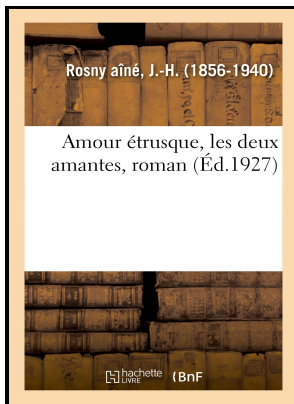 Rosny aîné, J.-H. (1856-1940)
Amour étrusque, les deux
amantes, roman (Éd.1927)
hachette
LIVRE
{BnF